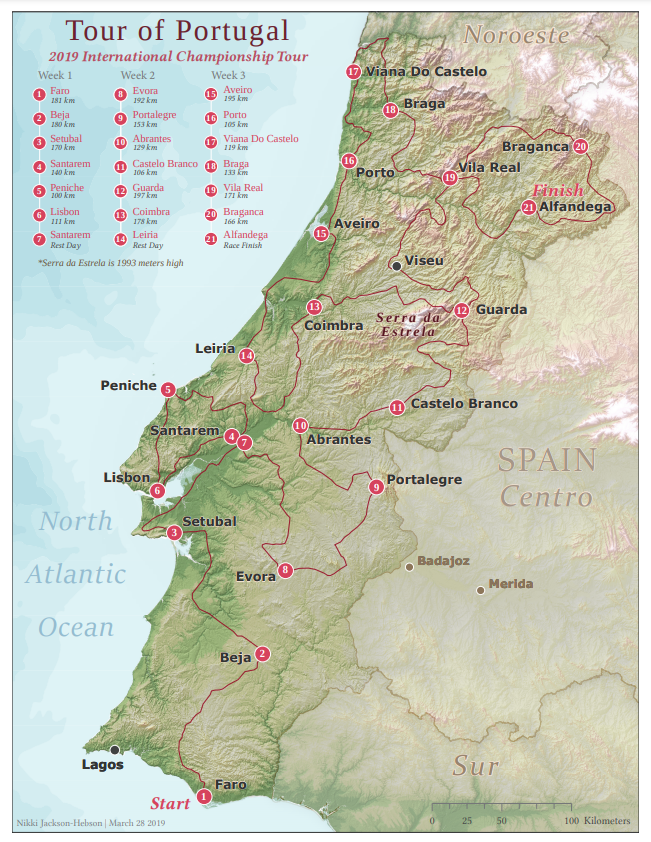 Tour of Portugal
2019 International Championship Tour
Week 1
1 Faro
181 km
2 Beja
180 km
3 Setubal
170 km
4 Santarem
140 km
5 Peniche
100 km
6 Lisbon
111 km
7 Santarem
Rest Day
Week 2
8 Evora
192 km
9 Portalegre
153 km
10 Abrantes
129 km
11 Castelo Branco
106 km
12 Guarda
197 km
13 Coimbra
178 km
14 Leiria
Rest Day
Week 3
15 Aveiro
195 km
16 Porto
105 km
17 Viana Do Castelo
119 km
18 Braga
133 km
19 Vila Real
171 km
20 Braganca
166 km
21 Alfandega
Race Finish
*Serra da Estrela is 1993 meters high
Noroeste
17 Viana Do Castelo
18 Braga
Braganca 20
16 Porto
19 Vila Real
Finish
21 Alfandega
Aveiro
15
Viseu
13 Coimbra
Serra da
Estrela
12 Guarda
Leiria 14
Peniche 5
11 Castelo Branco
Santarem 4
7
10 Abrantes
SPAIN
Centro
Lisbon
6
9 Portalegre
North
Atlantic
Ocean
Setubal
3
Evora 8
Badajoz
Merida
Beja 2
Lagos
Sur
Faro
Start 1
0 25 50 100 Kilometers
Nikki Jackson-Hebson | March 28 2019